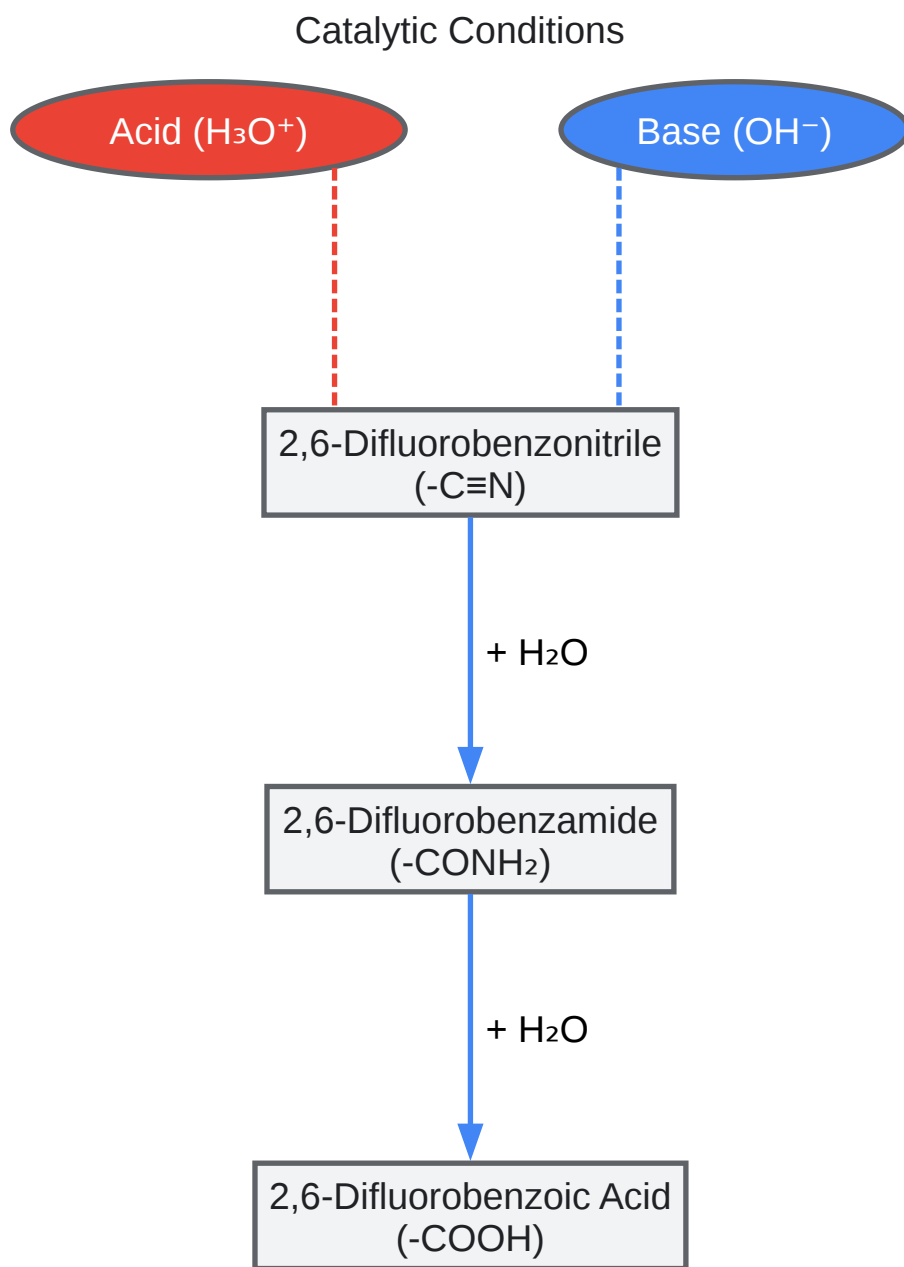 Catalytic Conditions
Acid (H₃O⁺)
Base (OH⁻)
2,6-Difluorobenzonitrile
(-C≡N)
+ H₂O
2,6-Difluorobenzamide
(-CONH₂)
+ H₂O
2,6-Difluorobenzoic Acid
(-COOH)